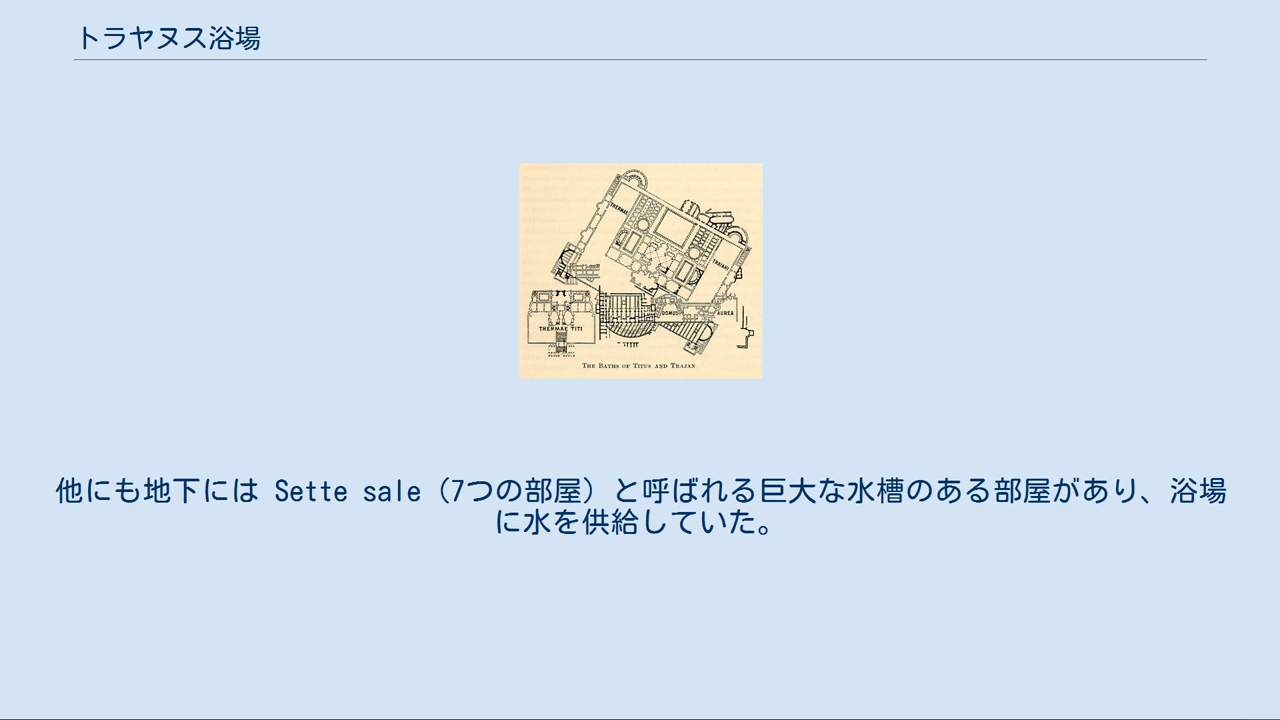 トラヤヌス浴場
THERMAE
TRAIANI
DOMUS
AUREA
THERMAE TITI
THE BATHS OF TITUS AND TRAJAN
他にも地下には Sette sale（7つの部屋）と呼ばれる巨大な水槽のある部屋があり、浴場
に水を供給していた。